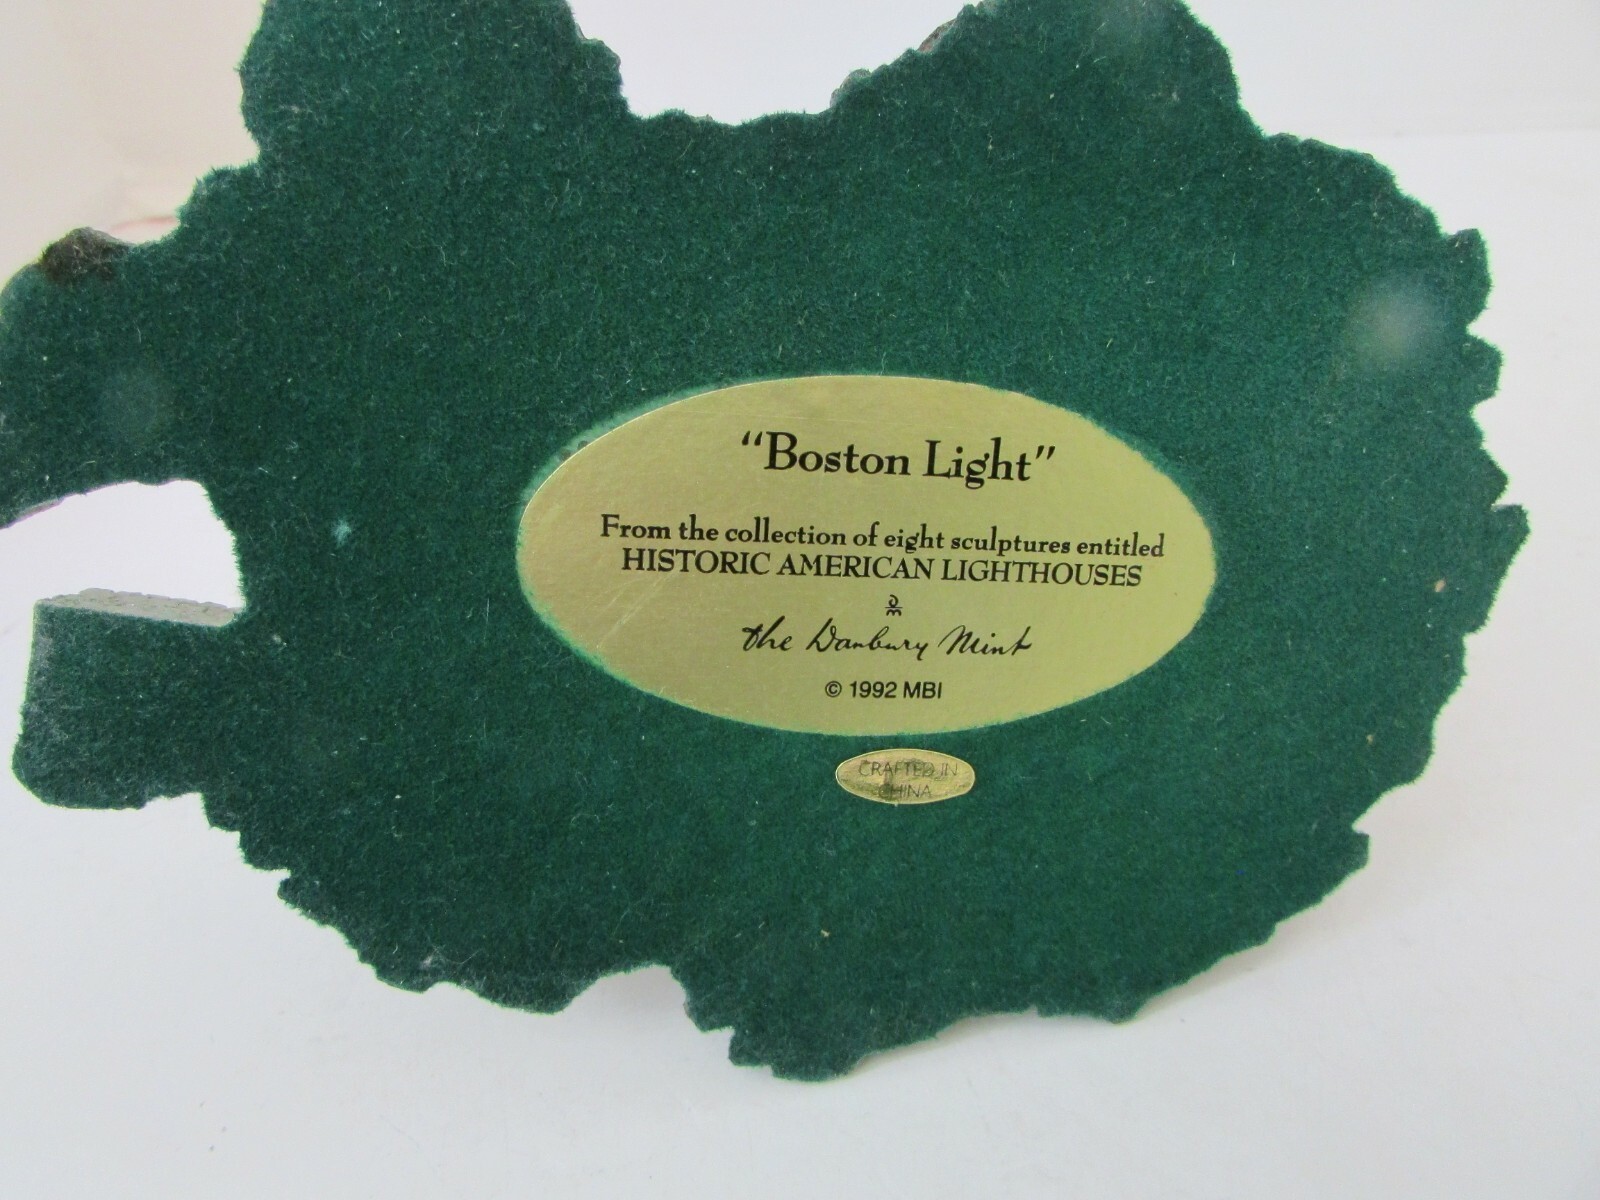 "Boston Light"
From the collection of eight sculptures entitled
HISTORIC AMERICAN LIGHTHOUSES
the Danbury Mint
© 1992 MBI
CRAFTED IN
CHINA